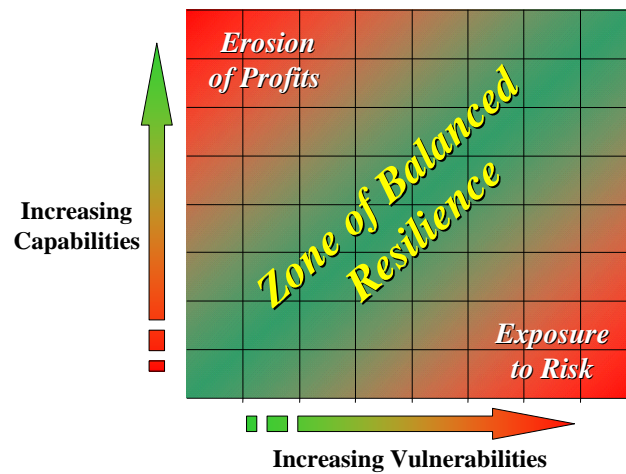 Erosion
of Profits
Zone of Balanced
Resilience
Increasing
Capabilities
Exposure
to Risk
Increasing Vulnerabilities